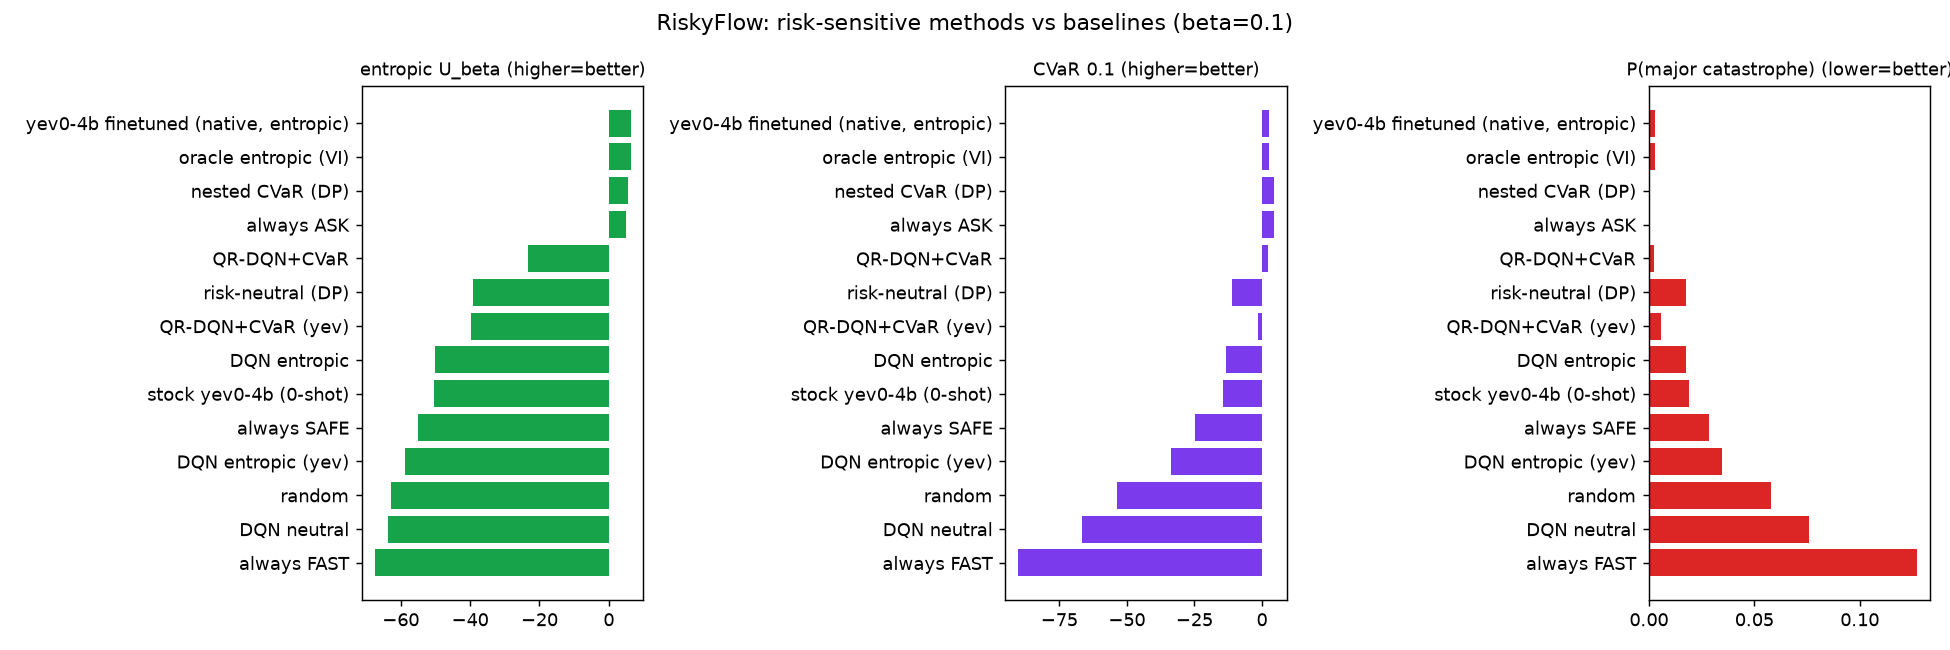 RiskyFlow: risk-sensitive methods vs baselines (beta=0.1)
entropic U_beta (higher=better)
yev0-4b finetuned (native, entropic)
oracle entropic (VI)
nested CVaR (DP)
always ASK
QR-DQN+CVaR
risk-neutral (DP)
QR-DQN+CVaR (yev)
DQN entropic
stock yev0-4b (0-shot)
always SAFE
DQN entropic (yev)
random
DQN neutral
always FAST
−60 −40 −20 0
CVaR 0.1 (higher=better)
yev0-4b finetuned (native, entropic)
oracle entropic (VI)
nested CVaR (DP)
always ASK
QR-DQN+CVaR
risk-neutral (DP)
QR-DQN+CVaR (yev)
DQN entropic
stock yev0-4b (0-shot)
always SAFE
DQN entropic (yev)
random
DQN neutral
always FAST
−75 −50 −25 0
P(major catastrophe) (lower=better)
yev0-4b finetuned (native, entropic)
oracle entropic (VI)
nested CVaR (DP)
always ASK
QR-DQN+CVaR
risk-neutral (DP)
QR-DQN+CVaR (yev)
DQN entropic
stock yev0-4b (0-shot)
always SAFE
DQN entropic (yev)
random
DQN neutral
always FAST
0.00 0.05 0.10